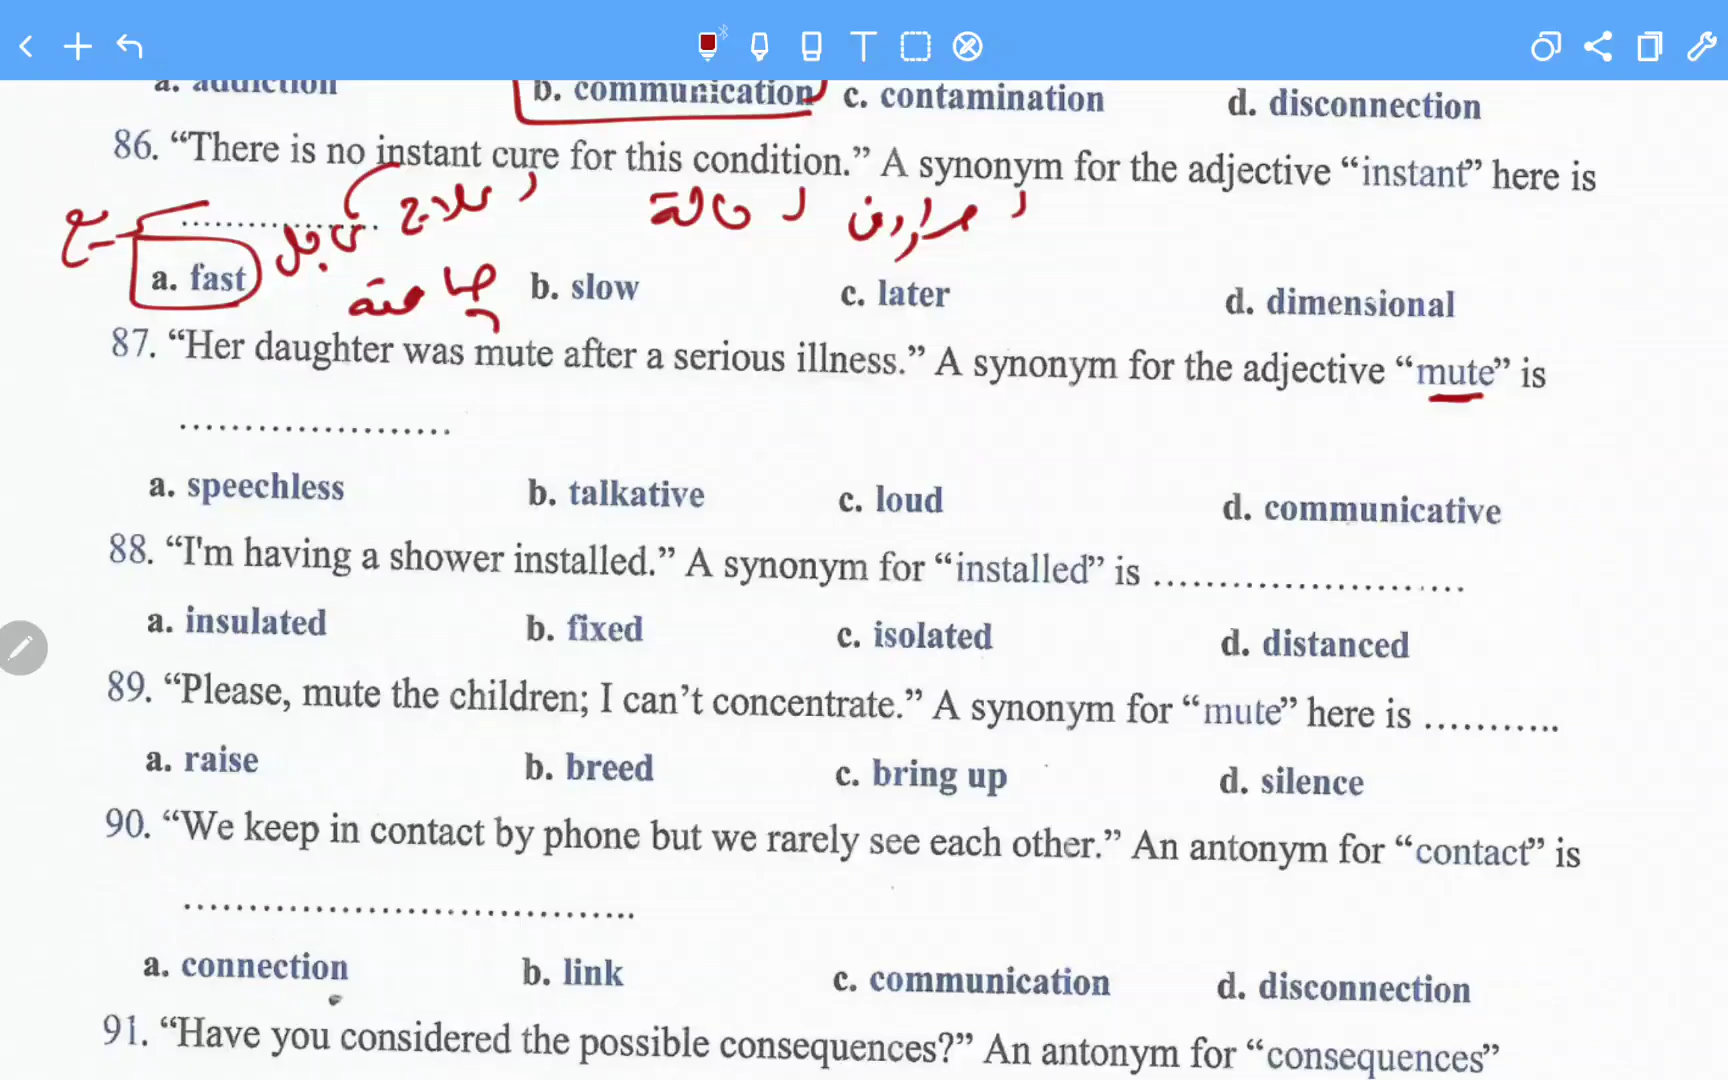 a. addiction b. communication c. contamination d. disconnection
86. “There is no instant cure for this condition.” A synonym for the adjective “instant” here is
....................
علاج
a. fast b. slow c. later d. dimensional
87. “Her daughter was mute after a serious illness.” A synonym for the adjective “mute” is
.....................
a. speechless b. talkative c. loud d. communicative
88. “I'm having a shower installed.” A synonym for “installed” is ........................
a. insulated b. fixed c. isolated d. distanced
89. “Please, mute the children; I can’t concentrate.” A synonym for “mute” here is ...........
a. raise b. breed c. bring up d. silence
90. “We keep in contact by phone but we rarely see each other.” An antonym for “contact” is
...................................
a. connection b. link c. communication d. disconnection
91. “Have you considered the possible consequences?” An antonym for “consequences”